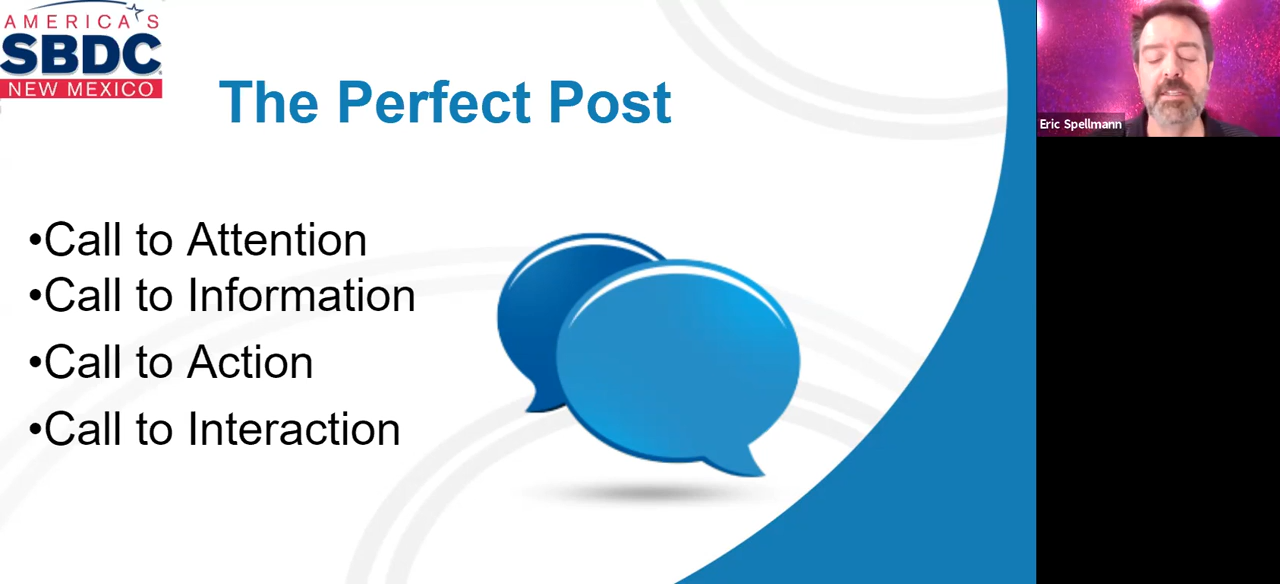 AMERICA'S
SBDC
NEW MEXICO
The Perfect Post
•Call to Attention
•Call to Information
•Call to Action
•Call to Interaction
Eric Spellmann